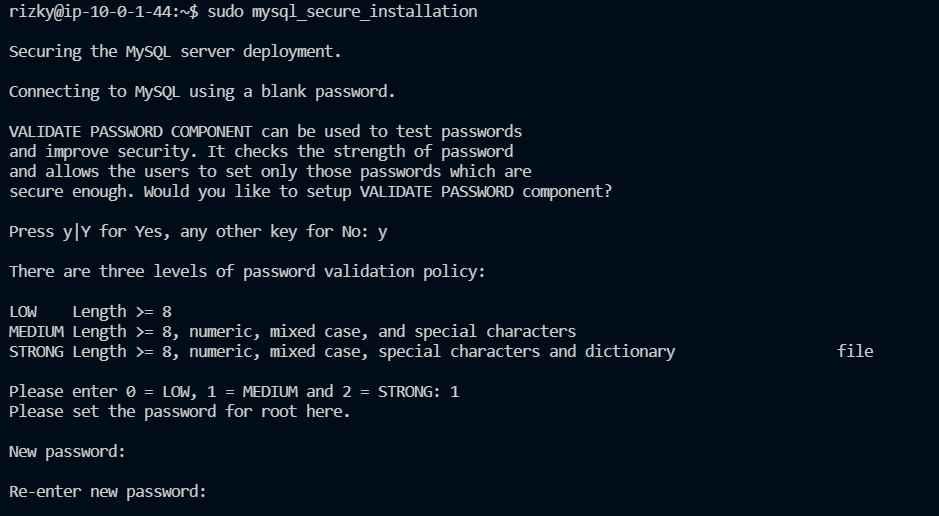 rizky@ip-10-0-1-44:~$ sudo mysql_secure_installation
Securing the MySQL server deployment.
Connecting to MySQL using a blank password.
VALIDATE PASSWORD COMPONENT can be used to test passwords
and improve security. It checks the strength of password
and allows the users to set only those passwords which are
secure enough. Would you like to setup VALIDATE PASSWORD component?
Press y|Y for Yes, any other key for No: y
There are three levels of password validation policy:
LOW    Length >= 8
MEDIUM Length >= 8, numeric, mixed case, and special characters
STRONG Length >= 8, numeric, mixed case, special characters and dictionary                  file
Please enter 0 = LOW, 1 = MEDIUM and 2 = STRONG: 1
Please set the password for root here.
New password:
Re-enter new password: